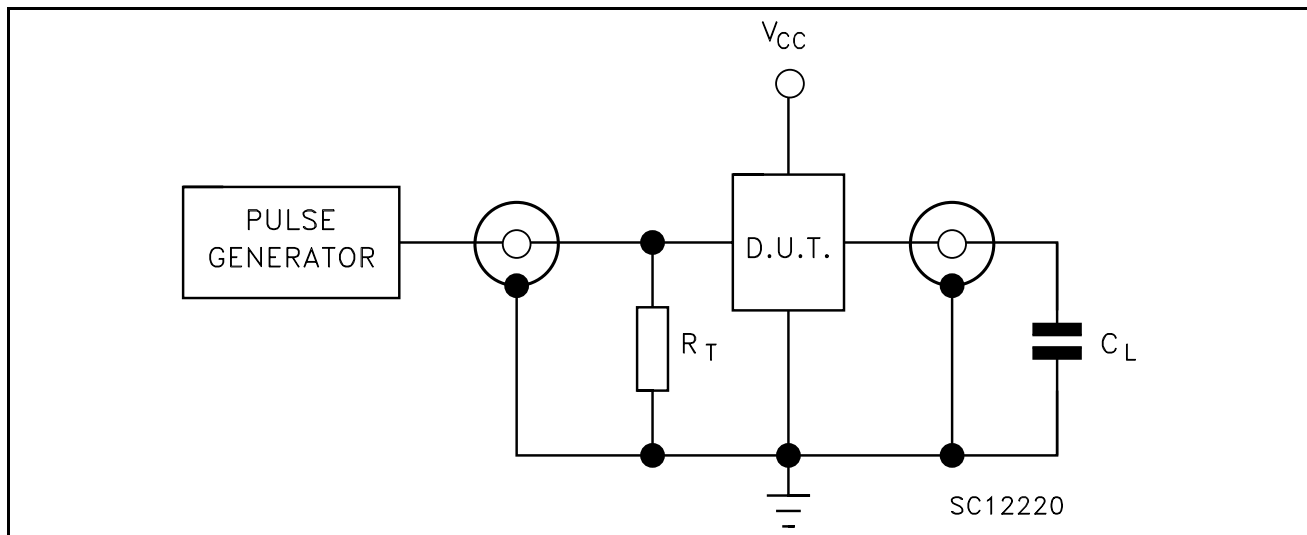 VCC
PULSE
GENERATOR
D.U.T.
RT
CL
SC12220